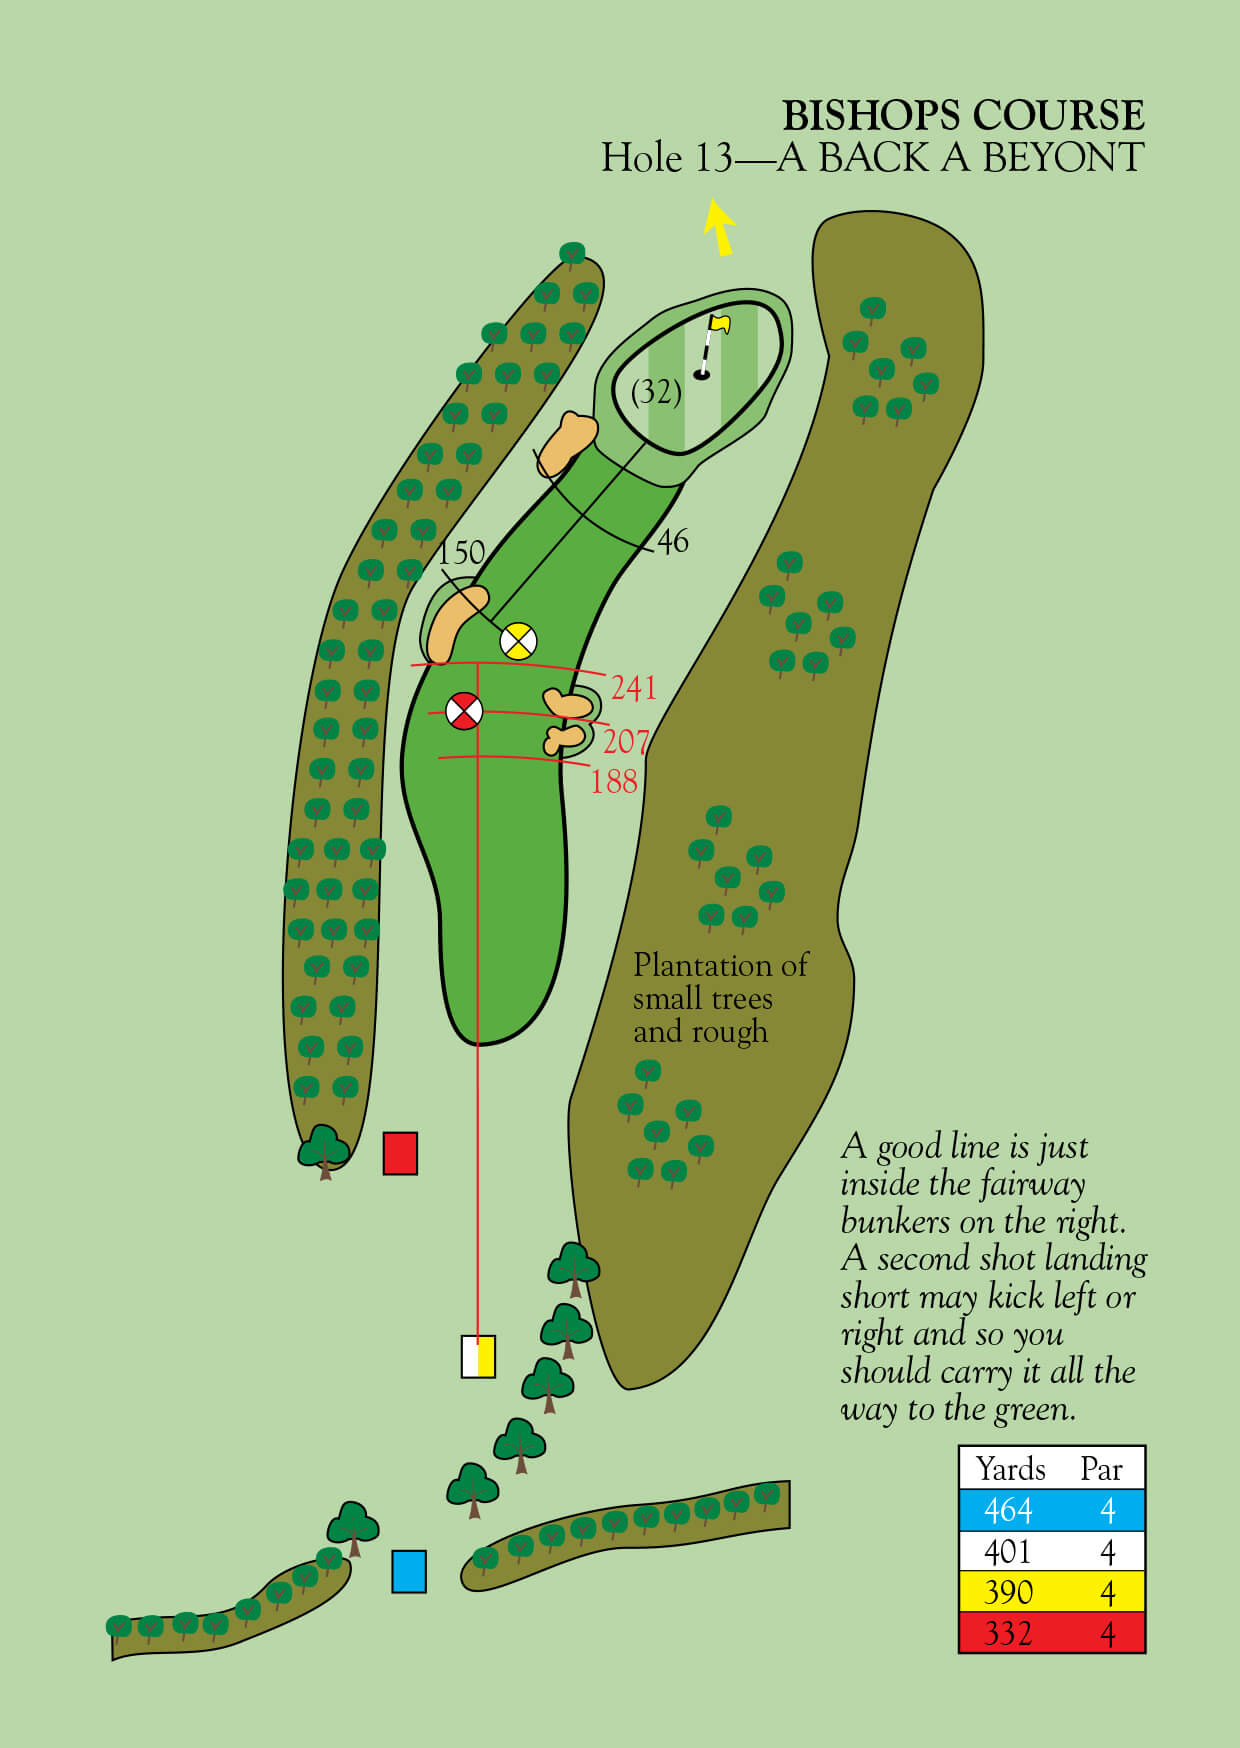 BISHOPS COURSE
Hole 13—A BACK A BEYONT
(32)
46
150
241
207
188
Plantation of
small trees
and rough
A good line is just
inside the fairway
bunkers on the right.
A second shot landing
short may kick left or
right and so you
should carry it all the
way to the green.
Yards Par
464 4
401 4
390 4
332 4